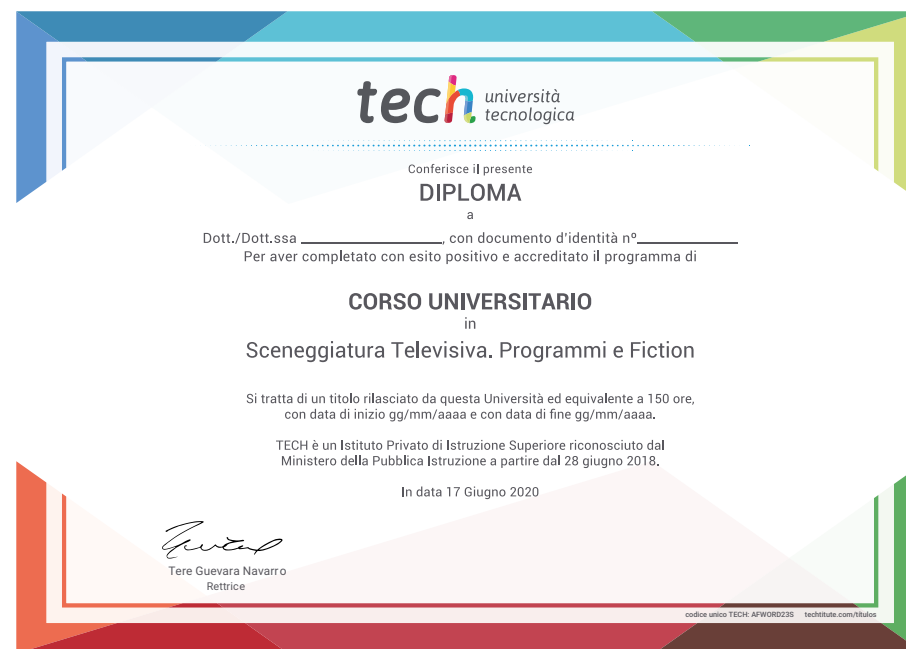 tech università
tecnologica
Conferisce il presente
DIPLOMA
a
Dott./Dott.ssa ____________________, con documento d'identità nº______________
Per aver completato con esito positivo e accreditato il programma di
CORSO UNIVERSITARIO
in
Sceneggiatura Televisiva. Programmi e Fiction
Si tratta di un titolo rilasciato da questa Università ed equivalente a 150 ore,
con data di inizio gg/mm/aaaa e con data di fine gg/mm/aaaa.
TECH è un Istituto Privato di Istruzione Superiore riconosciuto dal
Ministero della Pubblica Istruzione a partire dal 28 giugno 2018.
In data 17 Giugno 2020
Tere Guevara Navarro
Rettrice
codice unico TECH: AFWORD23S techtitute.com/titulos